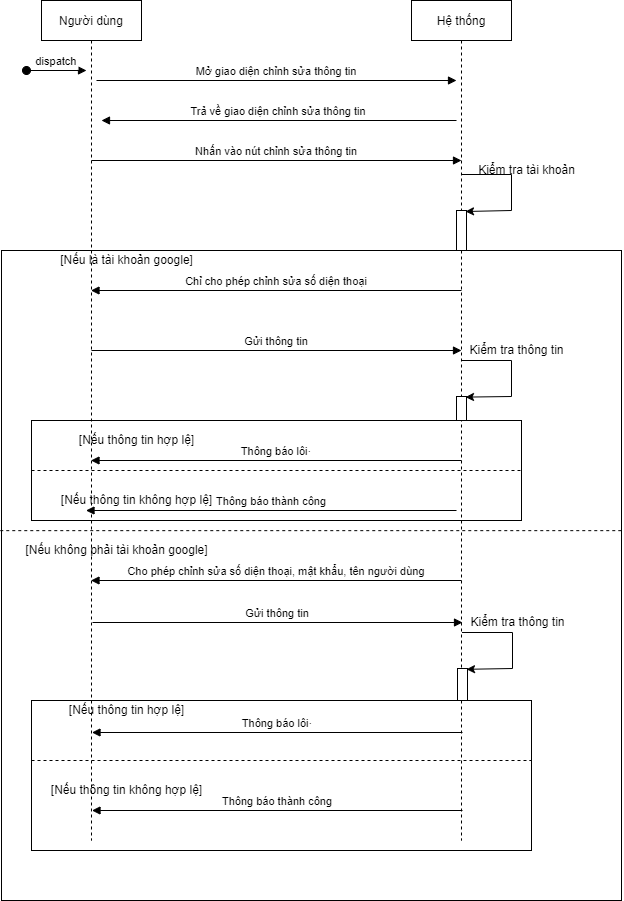 Người dùng
Hệ thống
dispatch
Mở giao diện chỉnh sửa thông tin
Trả về giao diện chỉnh sửa thông tin
Nhấn vào nút chỉnh sửa thông tin
Kiểm tra tài khoản
[Nếu là tài khoản google]
Chỉ cho phép chỉnh sửa số diện thoại
Gửi thông tin
Kiểm tra thông tin
[Nếu thông tin hợp lệ]
Thông báo lôi
[Nếu thông tin không hợp lệ]
Thông báo thành công
[Nếu không phải tài khoản google]
Cho phép chỉnh sửa số diện thoại, mật khẩu, tên người dùng
Gửi thông tin
Kiểm tra thông tin
[Nếu thông tin hợp lệ]
Thông báo lôi
[Nếu thông tin không hợp lệ]
Thông báo thành công